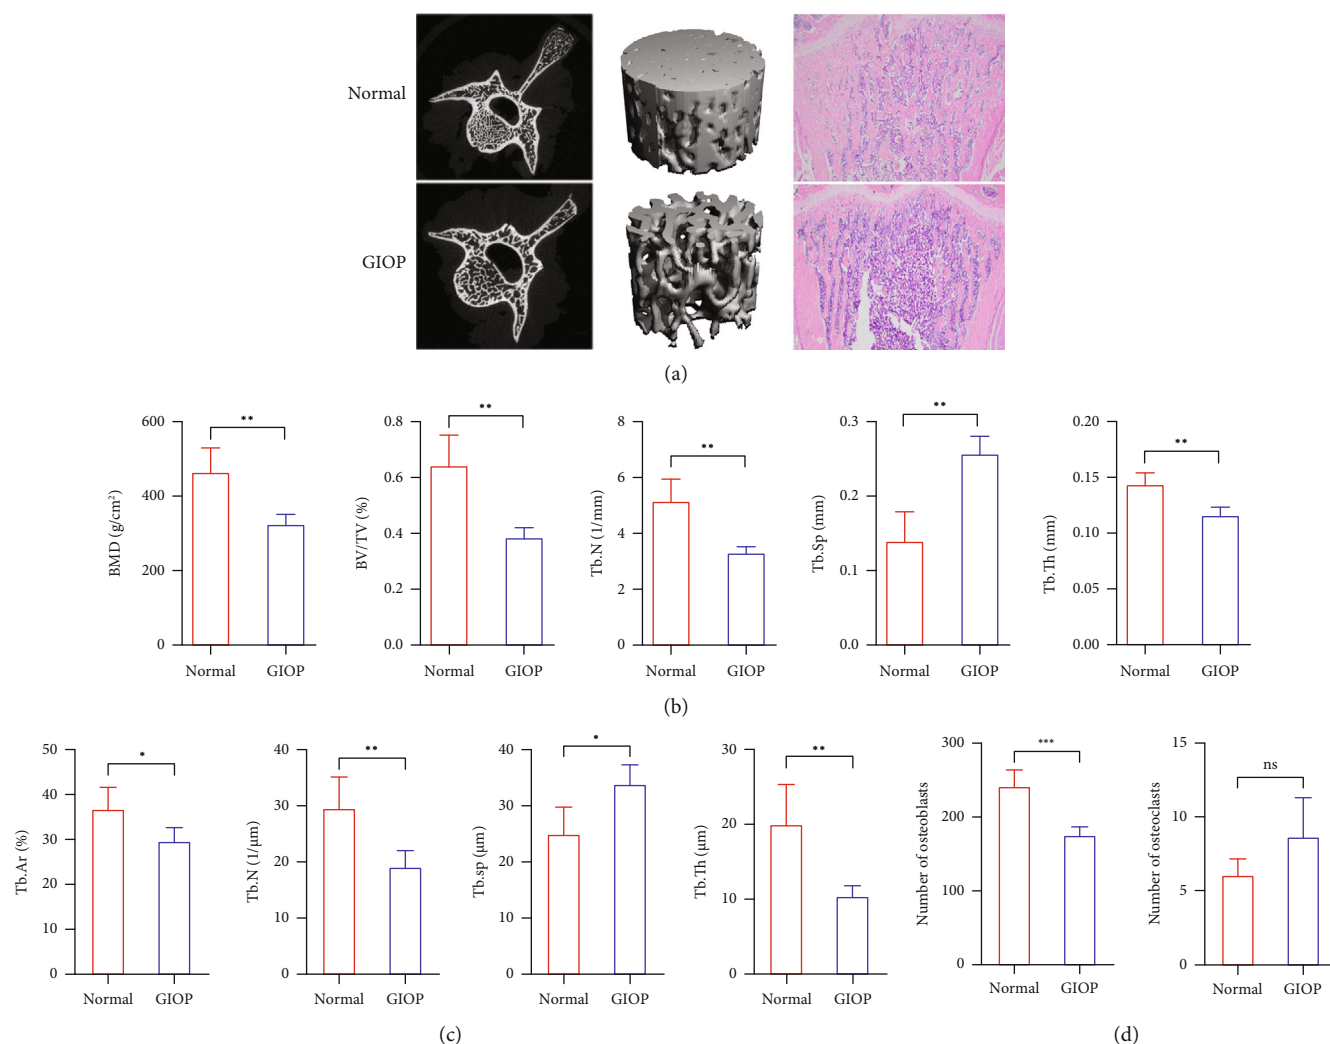 Normal
GIOP
(a)
BMD (g/cm²)
600
400
200
0
**
Normal GIOP
BV/TV (%)
0.8
0.6
0.4
0.2
0.0
**
Normal GIOP
Tb.N (1/mm)
8
6
4
2
0
**
Normal GIOP
Tb.Sp (mm)
0.3
0.2
0.1
0.0
**
Normal GIOP
Tb.Th (mm)
0.20
0.15
0.10
0.05
0.00
**
Normal GIOP
(b)
Tb.Ar (%)
50
40
30
20
10
0
*
Normal GIOP
Tb.N (1/μm)
40
30
20
10
0
**
Normal GIOP
Tb.sp (μm)
40
30
20
10
0
*
Normal GIOP
Tb.Th (μm)
30
20
10
0
**
Normal GIOP
(c)
Number of osteoblasts
300
200
100
0
***
Normal GIOP
Number of osteoclasts
15
10
5
0
ns
Normal GIOP
(d)